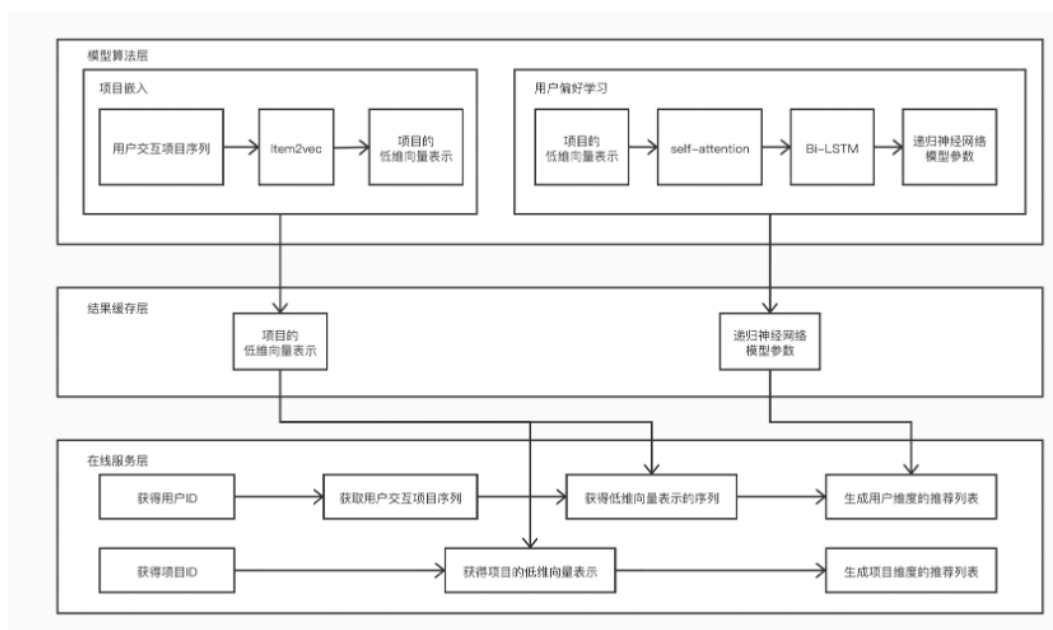 模型算法层
项目嵌入
用户交互项目序列
Item2vec
项目的
低维向量表示
用户偏好学习
项目的
低维向量表示
self-attention
Bi-LSTM
递归神经网络
模型参数
结果缓存层
项目的
低维向量表示
递归神经网络
模型参数
在线服务层
获得用户ID
获取用户交互项目序列
获得低维向量表示的序列
生成用户维度的推荐列表
获得项目ID
获得项目的低维向量表示
生成项目维度的推荐列表